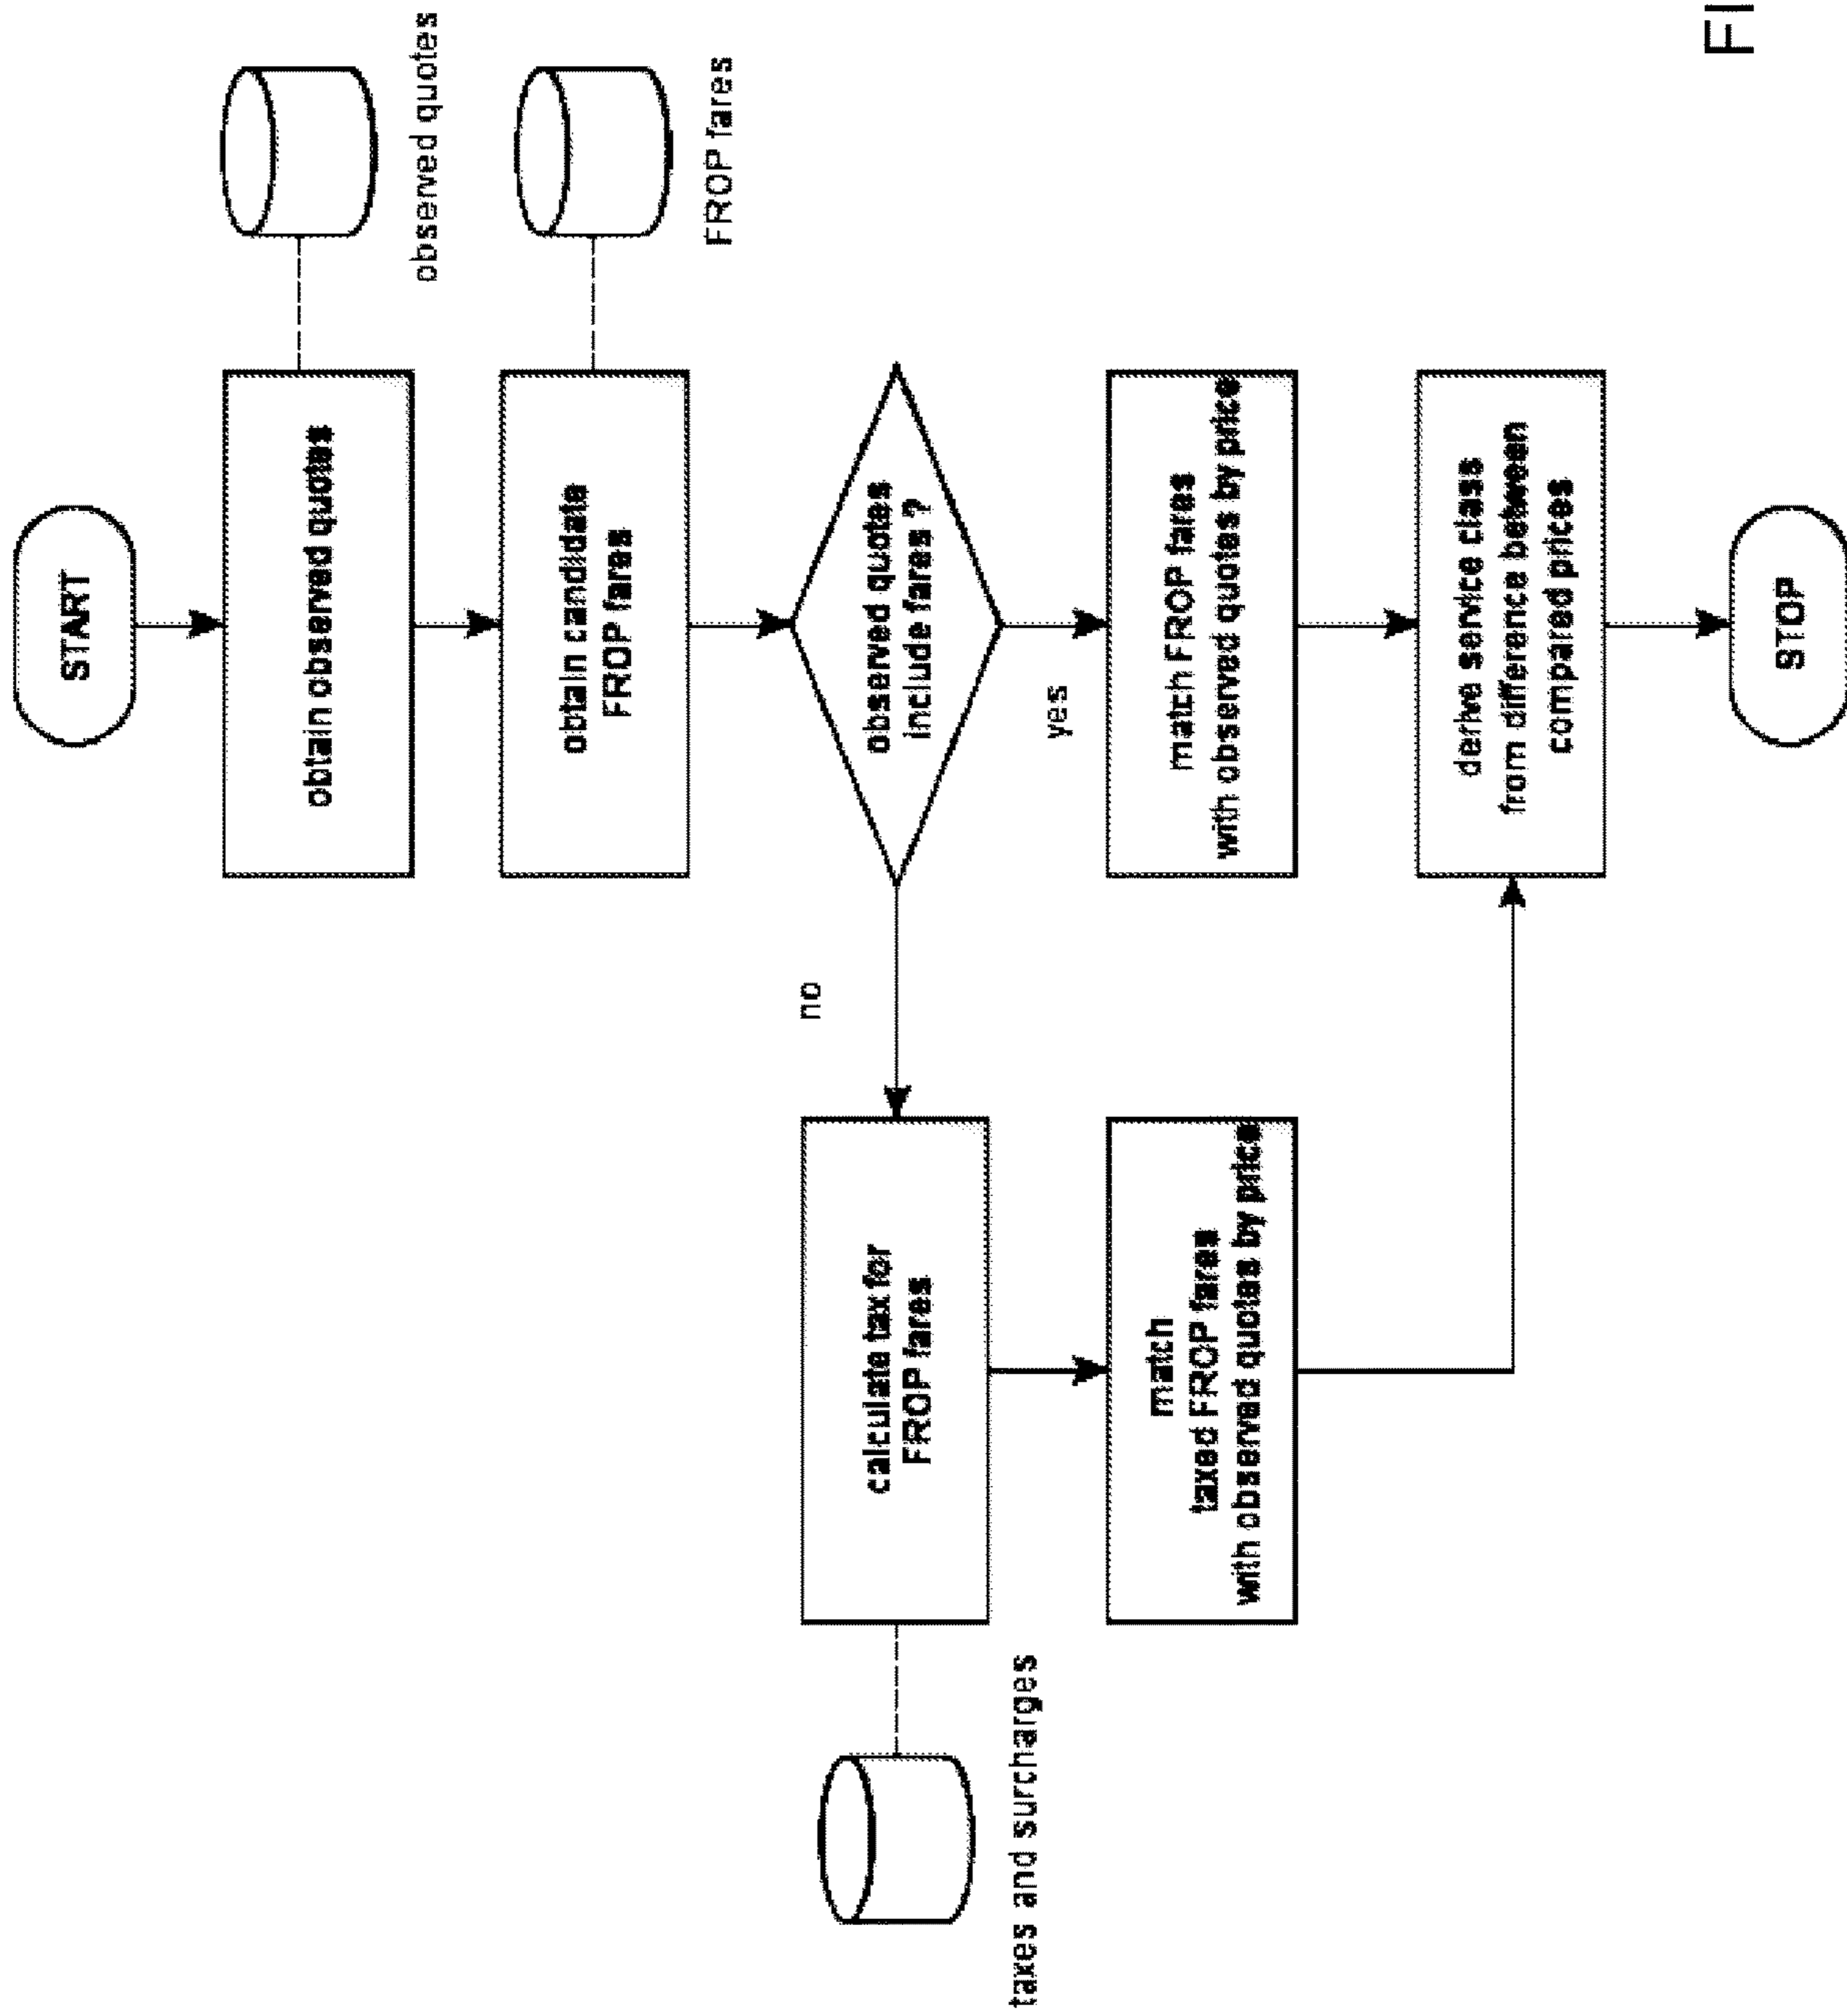 START
obtain observed quotes
observed quotes
obtain candidate
FROP fares
FROP fares
observed quotes
include fares ?
no
yes
calculate tax for
FROP fares
taxes and surcharges
match FROP fares
with observed quotes by price
match
taxed FROP fares
with observed quotes by price
derive service class
from difference between
compared prices
STOP